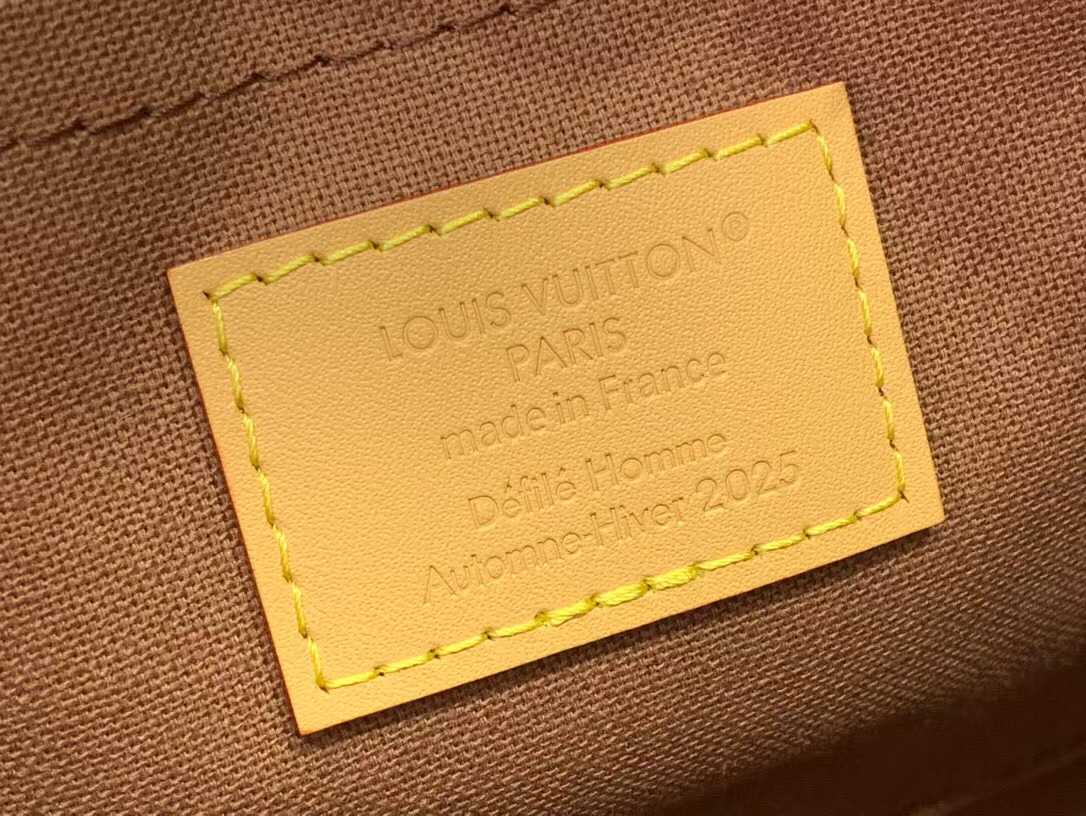 LOUIS VUITTON©
PARIS
made in France
Défilé Homme
Automne-Hiver 2025